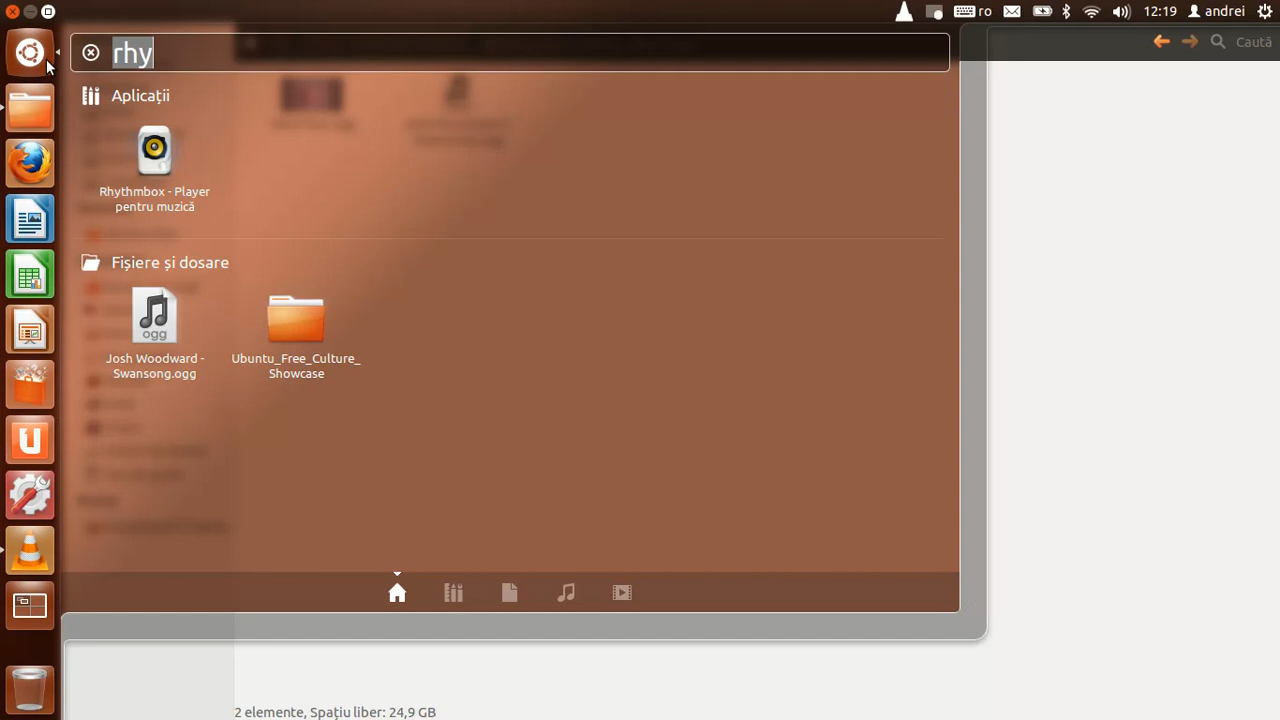 ro
12:19
andrei
rhy
Caută
Aplicații
Rhythmbox - Player
pentru muzică
Fișiere și dosare
ogg
Josh Woodward -
Swansong.ogg
Ubuntu_Free_Culture_
Showcase
2 elemente, Spațiu liber: 24,9 GB